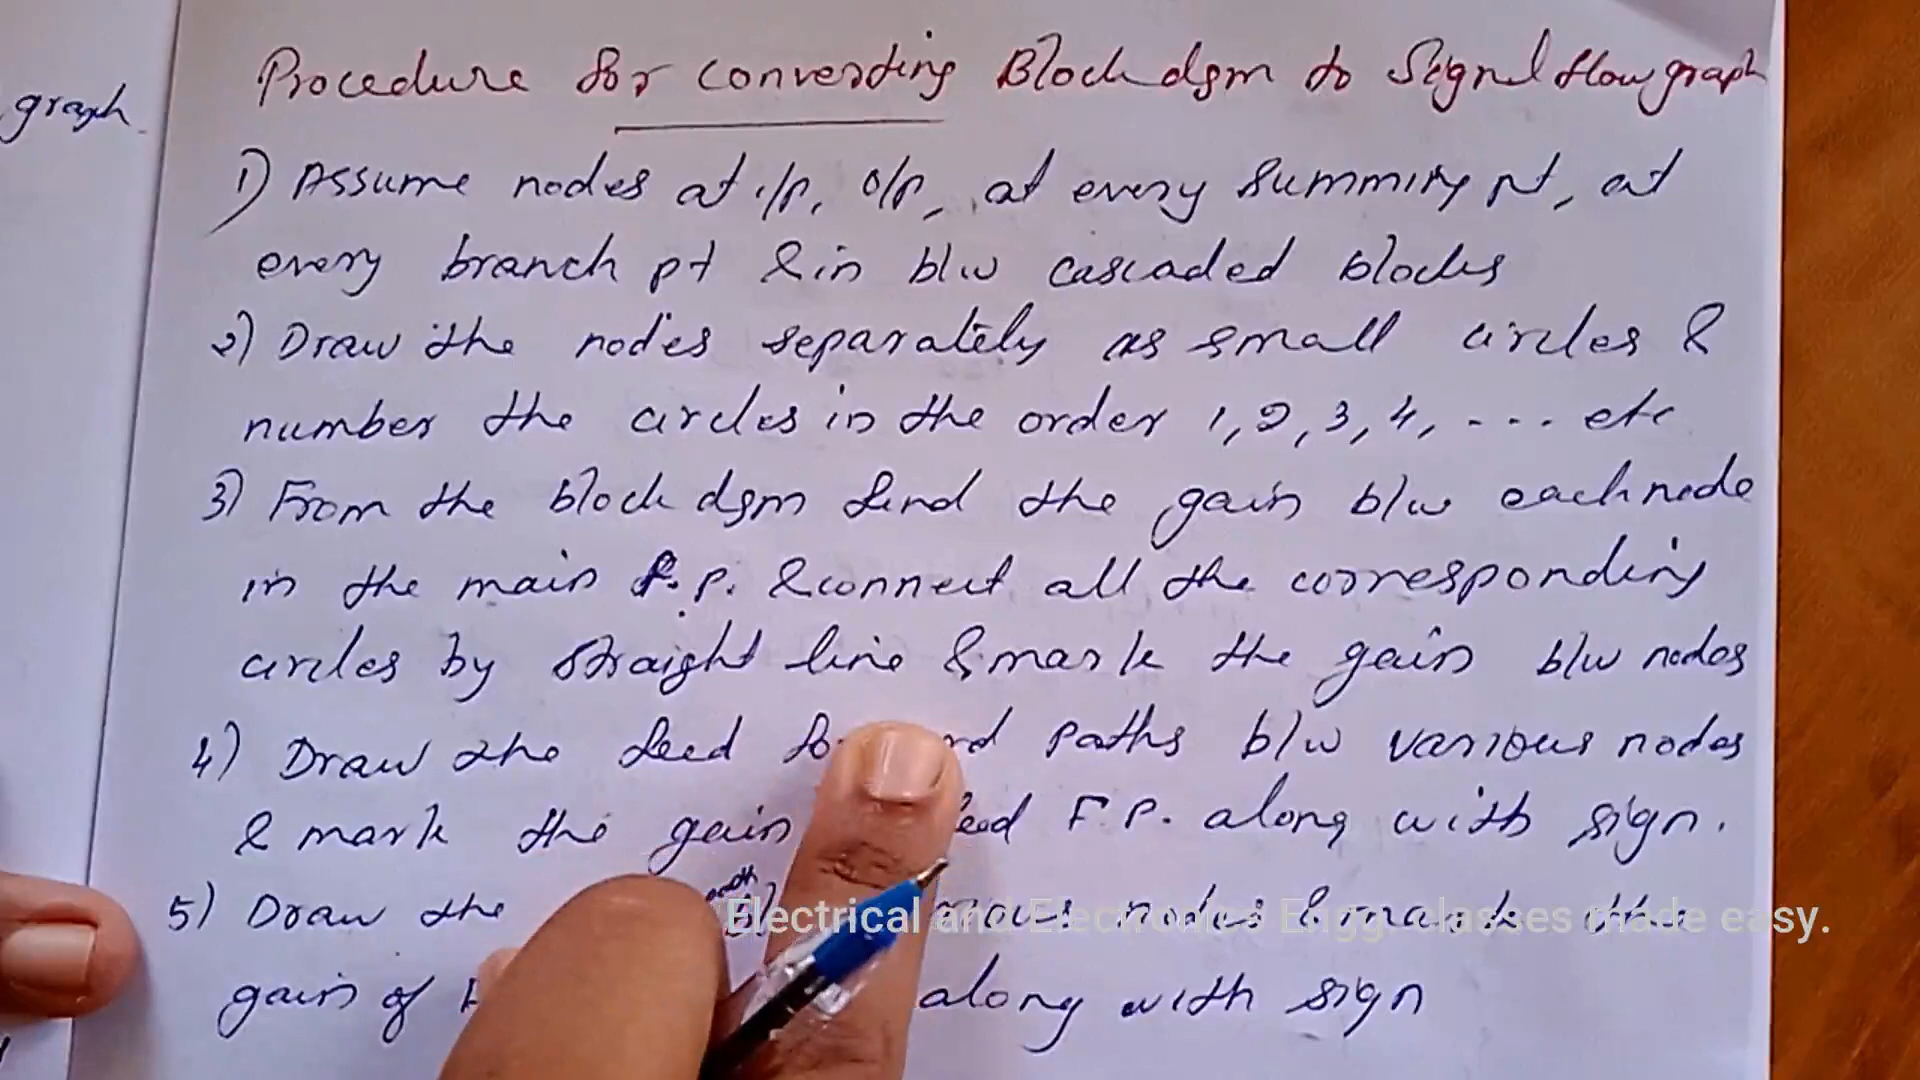 graph
Procedure for converting Block dgm to Signal flow graph
1) Assume nodes at i/p, o/p, at every summing pt, at
every branch pt & in b/w cascaded blocks
2) Draw the nodes separately as small circles &
number the circles in the order 1, 2, 3, 4, .... etc
3) From the block dgm find the gain b/w each node
in the main f.p. & connect all the corresponding
circles by straight line & mark the gain b/w nodes
4) Draw the feed paths b/w various nodes
& mark the gain F.P. along with sign.
5) Draw the nodes & mark the
gain of along with sign
Electrical and Electronics Engg. classes made easy.